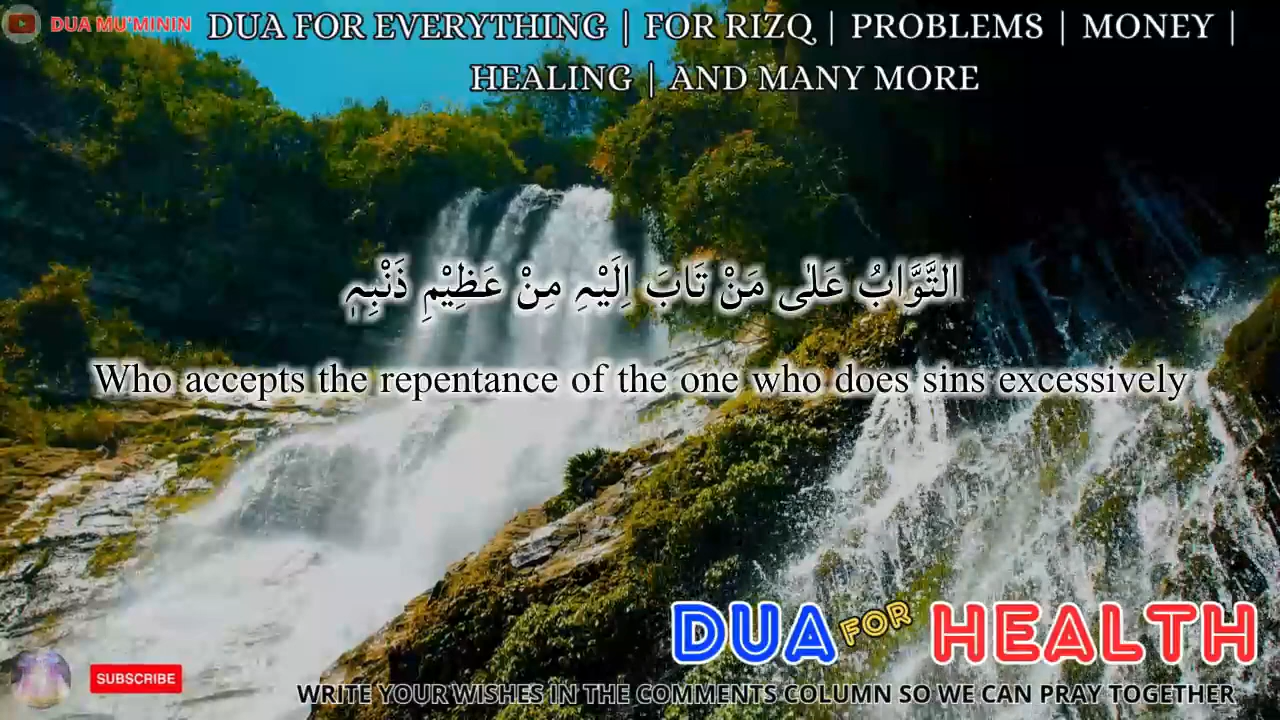 DUA MU'MININ
DUA FOR EVERYTHING | FOR RIZQ | PROBLEMS | MONEY |
HEALING | AND MANY MORE
التَّوَّابُ عَلٰى مَنْ تَابَ اِلَيْهِ مِنْ عَظِيْمِ ذَنْبِهٖ
Who accepts the repentance of the one who does sins excessively
DUA FOR HEALTH
SUBSCRIBE
WRITE YOUR WISHES IN THE COMMENTS COLUMN SO WE CAN PRAY TOGETHER